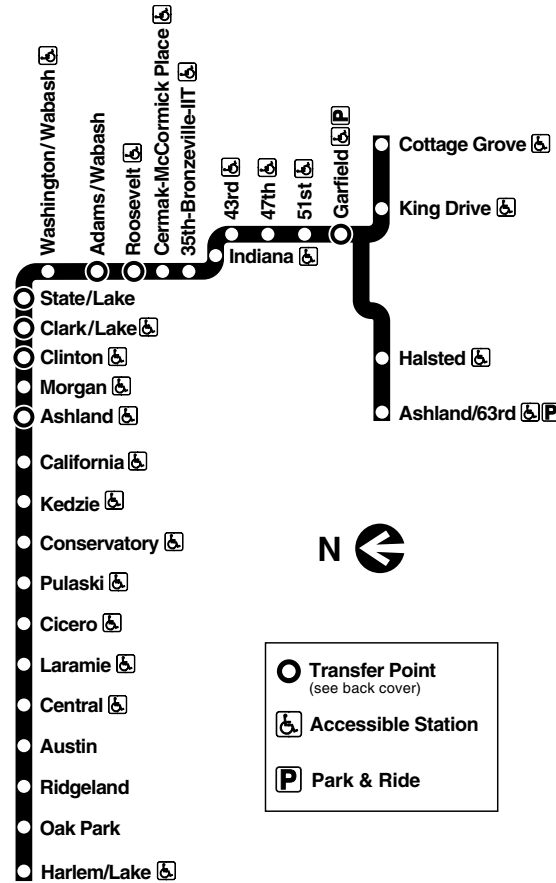 Washington/Wabash
Adams/Wabash
Roosevelt
Cermak-McCormick Place
35th-Bronzeville-IIT
Indiana
43rd
47th
51st
Garfield P
Cottage Grove
King Drive
Halsted
Ashland/63rd P
State/Lake
Clark/Lake
Clinton
Morgan
Ashland
California
Kedzie
Conservatory
Pulaski
Cicero
Laramie
Central
Austin
Ridgeland
Oak Park
Harlem/Lake
N
Transfer Point
(see back cover)
Accessible Station
P Park & Ride